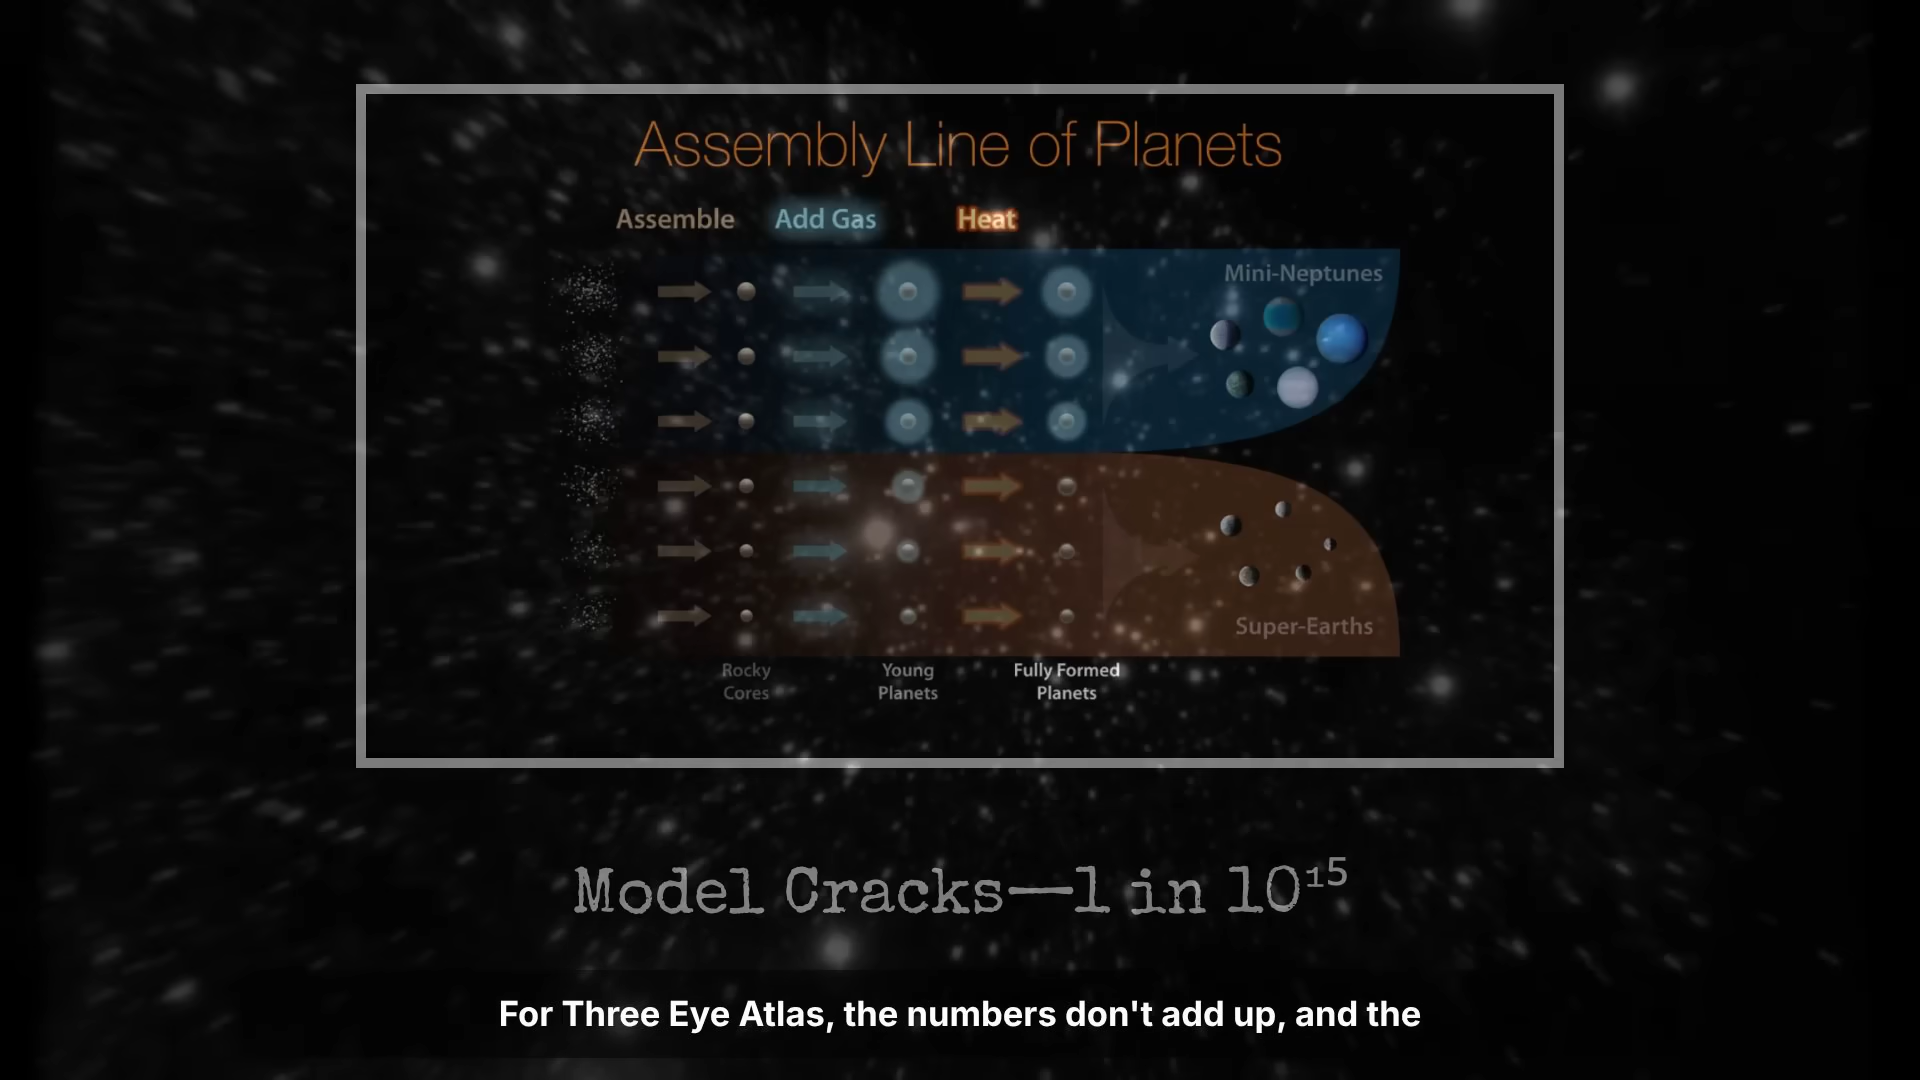 Assembly Line of Planets
Assemble Add Gas Heat
Mini-Neptunes
Super-Earths
Rocky Cores
Young Planets
Fully Formed Planets
Model Cracks—1 in 10¹⁵
For Three Eye Atlas, the numbers don't add up, and the